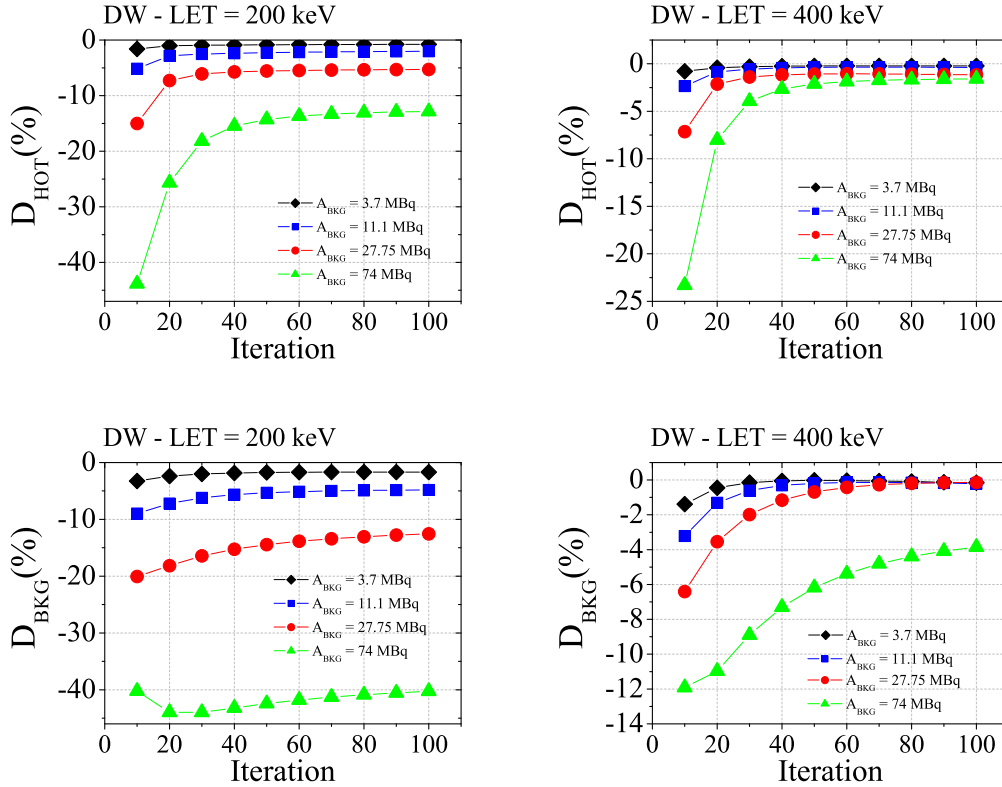 DW - LET = 200 keV
0
-10
-20
-30
-40
D_HOT(%)
A_BKG = 3.7 MBq
A_BKG = 11.1 MBq
A_BKG = 27.75 MBq
A_BKG = 74 MBq
0 20 40 60 80 100
Iteration
DW - LET = 400 keV
0
-5
-10
-15
-20
-25
D_HOT(%)
A_BKG = 3.7 MBq
A_BKG = 11.1 MBq
A_BKG = 27.75 MBq
A_BKG = 74 MBq
0 20 40 60 80 100
Iteration
DW - LET = 200 keV
0
-10
-20
-30
-40
D_BKG(%)
A_BKG = 3.7 MBq
A_BKG = 11.1 MBq
A_BKG = 27.75 MBq
A_BKG = 74 MBq
0 20 40 60 80 100
Iteration
DW - LET = 400 keV
0
-2
-4
-6
-8
-10
-12
-14
D_BKG(%)
A_BKG = 3.7 MBq
A_BKG = 11.1 MBq
A_BKG = 27.75 MBq
A_BKG = 74 MBq
0 20 40 60 80 100
Iteration